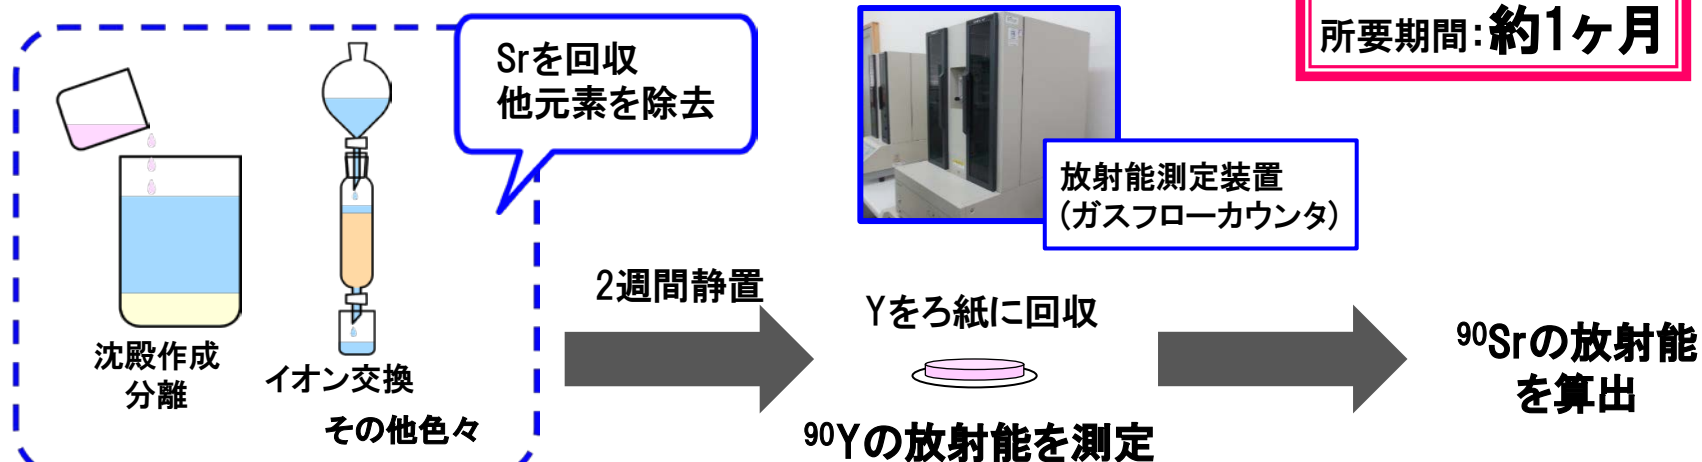 所要期間：約1ヶ月
Srを回収
他元素を除去
放射能測定装置
(ガスフローカウンタ)
沈殿作成
分離
イオン交換
その他色々
2週間静置
Yをろ紙に回収
⁹⁰Yの放射能を測定
⁹⁰Srの放射能
を算出